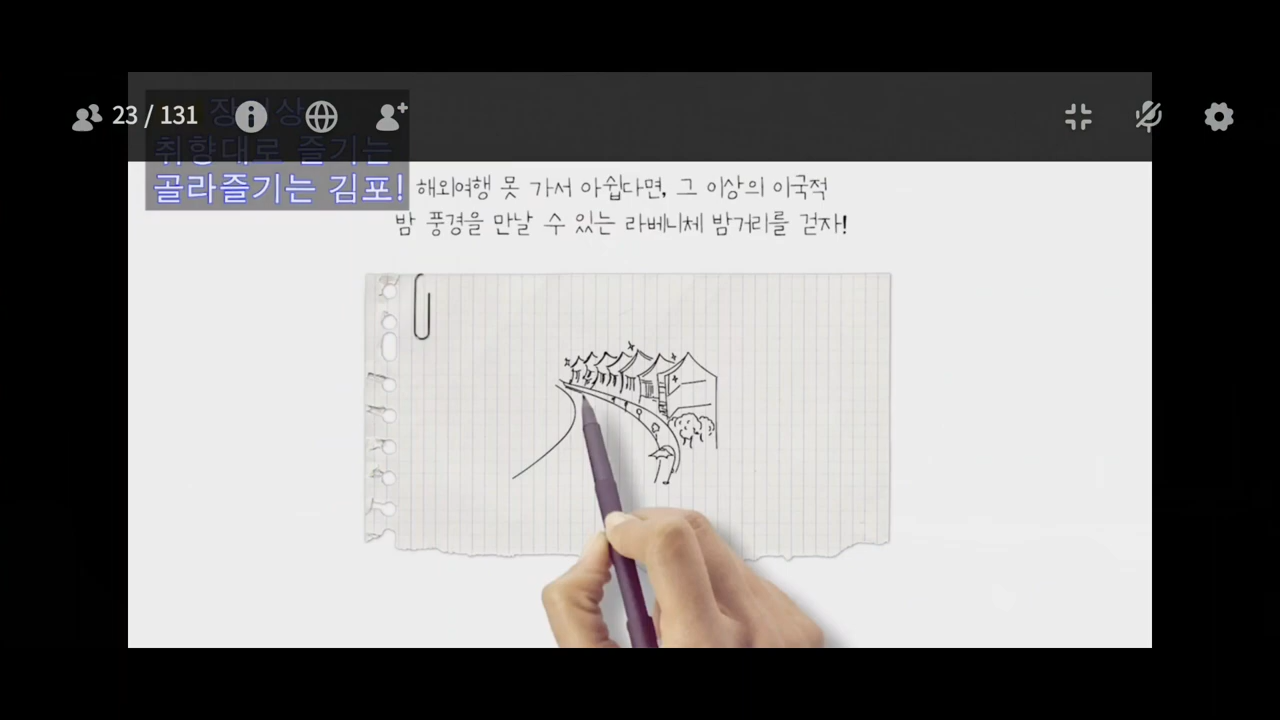 23 / 131
취향대로 즐기는
골라즐기는 김포!
해외여행 못 가서 아쉽다면, 그 이상의 이국적
밤 풍경을 만날 수 있는 라베니체 밤거리를 걷자!